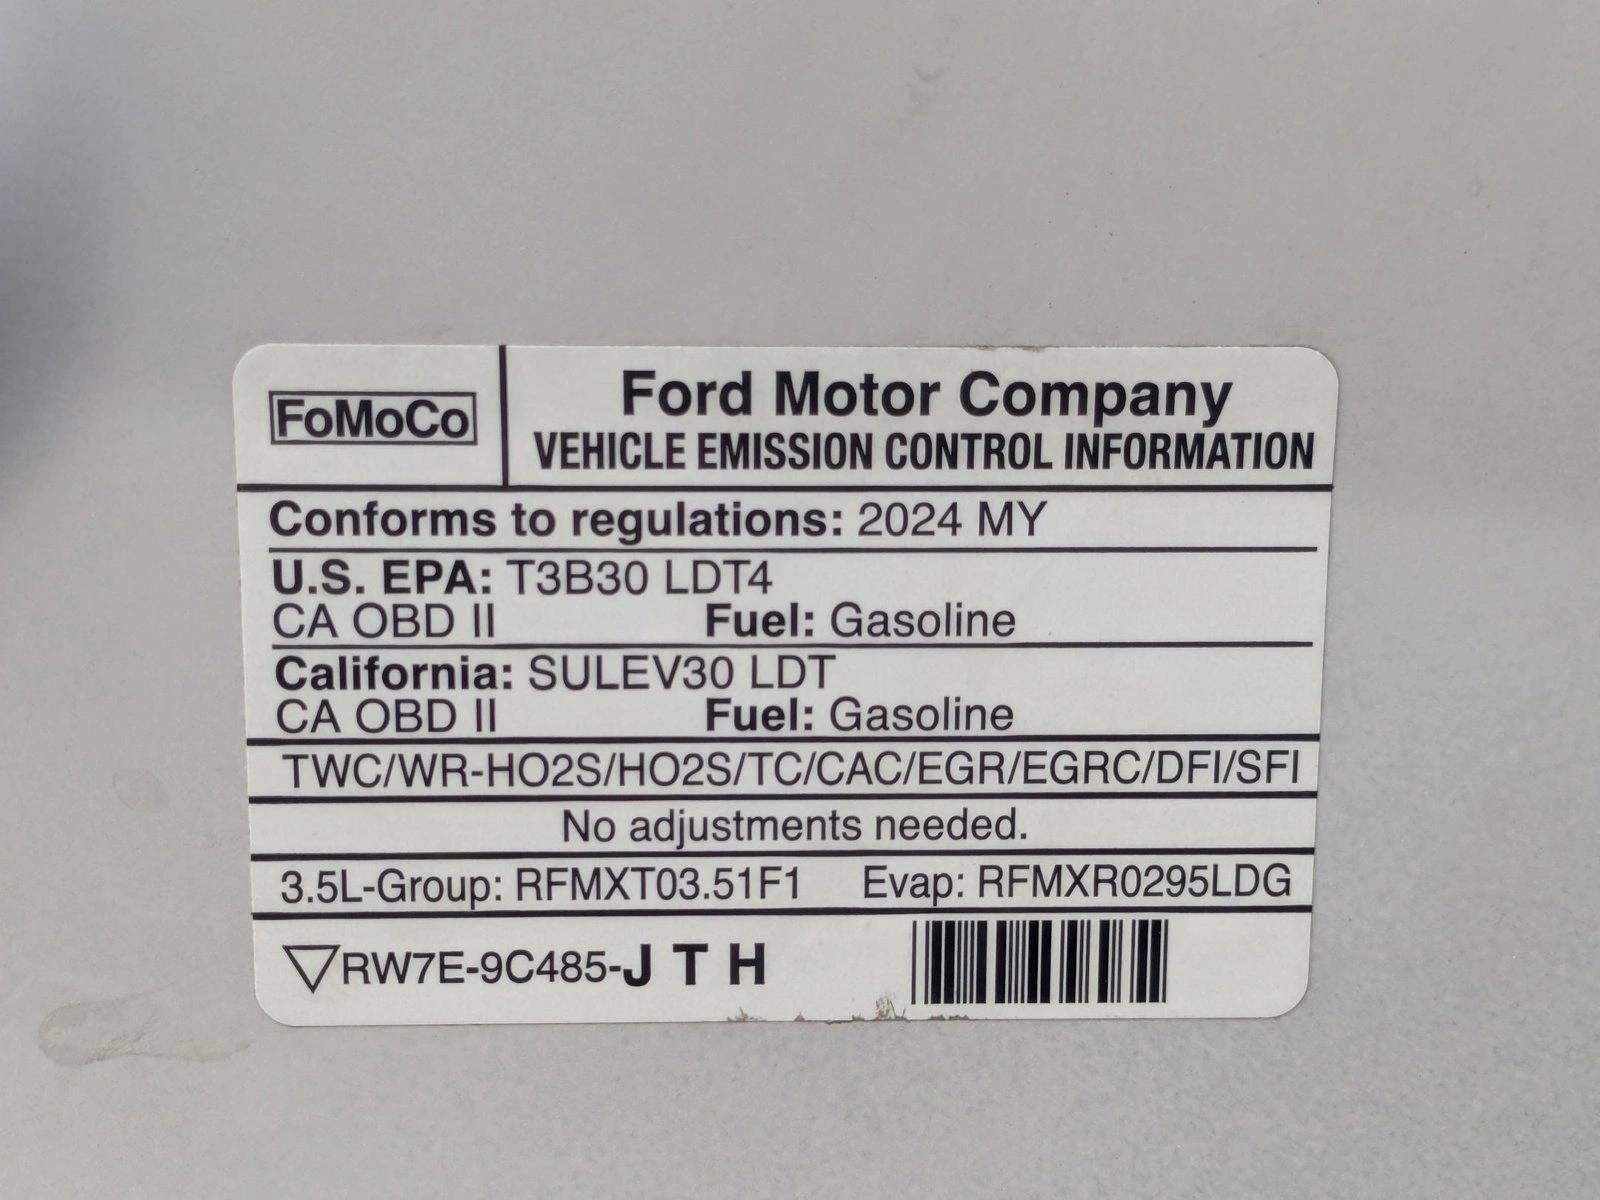 FoMoCo
Ford Motor Company
VEHICLE EMISSION CONTROL INFORMATION
Conforms to regulations: 2024 MY
U.S. EPA: T3B30 LDT4
CA OBD II Fuel: Gasoline
California: SULEV30 LDT
CA OBD II Fuel: Gasoline
TWC/WR-HO2S/HO2S/TC/CAC/EGR/EGRC/DFI/SFI
No adjustments needed.
3.5L-Group: RFMXT03.51F1 Evap: RFMXR0295LDG
RW7E-9C485-J T H